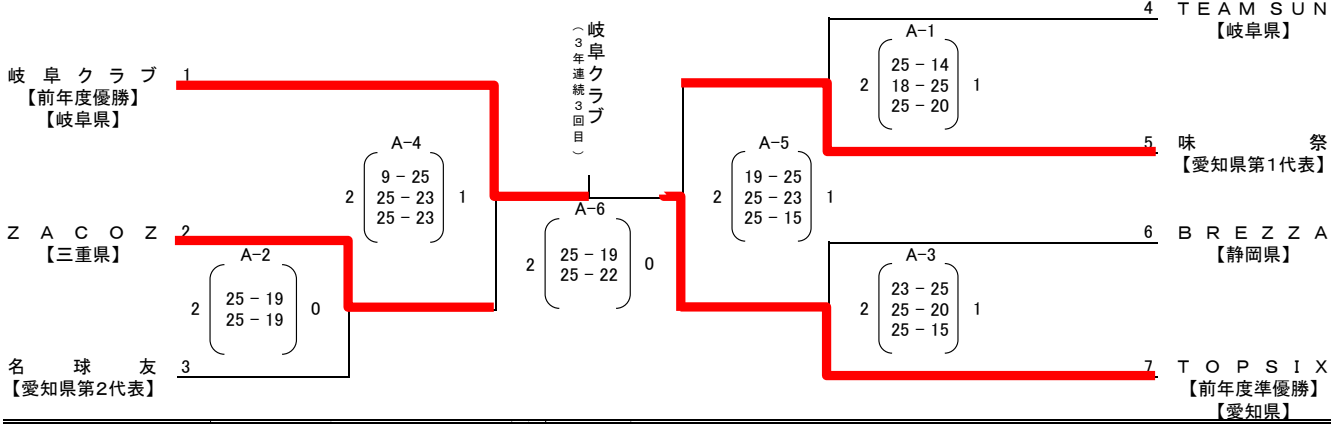 岐阜クラブ 1
【前年度優勝】
【岐阜県】
ZACOZ 2
【三重県】
名球友 3
【愛知県第2代表】
A-2
2 0
25 - 19
25 - 19
A-4
2 1
9 - 25
25 - 23
25 - 23
岐阜クラブ
（3年連続3回目）
A-6
2 0
25 - 19
25 - 22
A-5
2 1
19 - 25
25 - 23
25 - 15
A-1
2 1
25 - 14
18 - 25
25 - 20
A-3
2 1
23 - 25
25 - 20
25 - 15
4 TEAM SUN
【岐阜県】
5 味祭
【愛知県第1代表】
6 BREZZA
【静岡県】
7 TOPSIX
【前年度準優勝】
【愛知県】